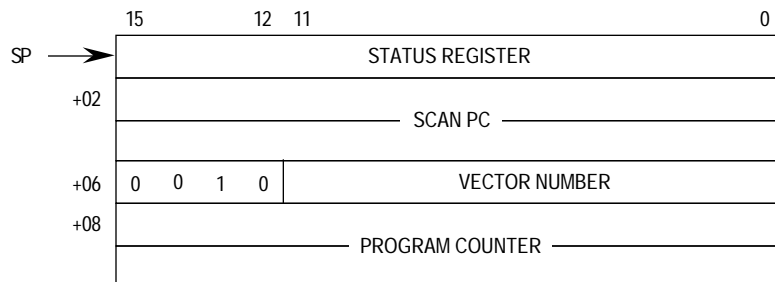 15 12 11 0
SP STATUS REGISTER
+02
SCAN PC
+06 0 0 1 0 VECTOR NUMBER
+08
PROGRAM COUNTER